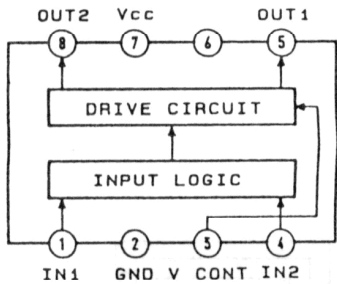 OUT2 Vcc OUT1
8 7 6 5
DRIVE CIRCUIT
INPUT LOGIC
1 2 3 4
IN1 GND V CONT IN2